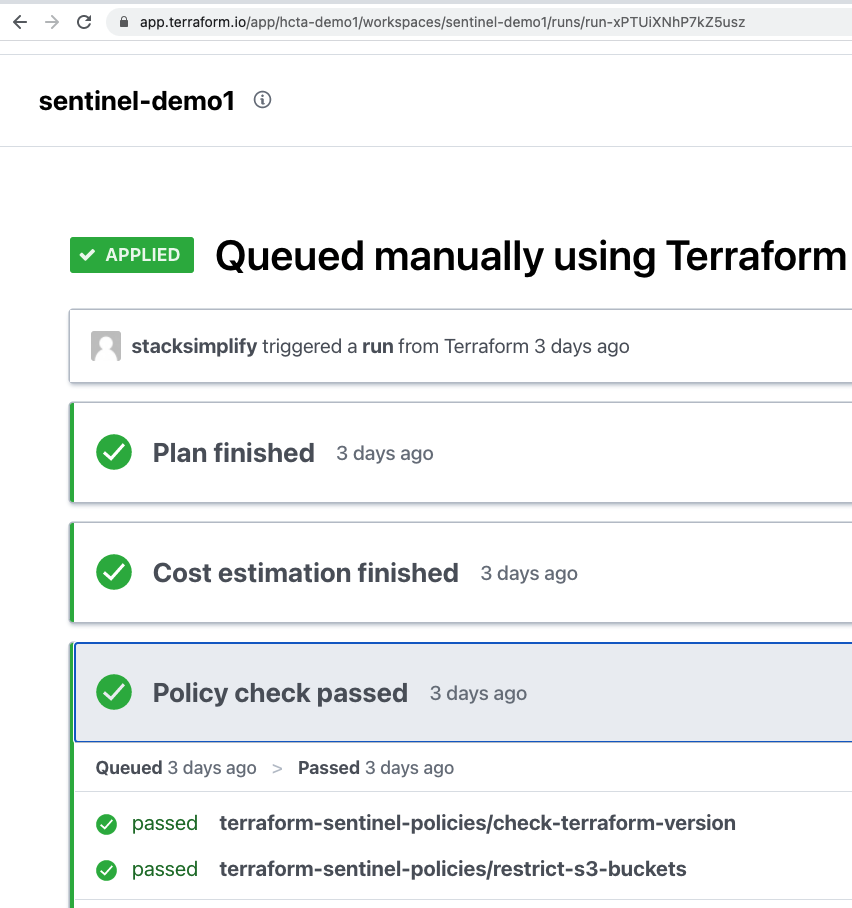 app.terraform.io/app/hcta-demo1/workspaces/sentinel-demo1/runs/run-xPTUiXNhP7kZ5usz
sentinel-demo1
APPLIED Queued manually using Terraform
stacksimplify triggered a run from Terraform 3 days ago
Plan finished 3 days ago
Cost estimation finished 3 days ago
Policy check passed 3 days ago
Queued 3 days ago > Passed 3 days ago
passed terraform-sentinel-policies/check-terraform-version
passed terraform-sentinel-policies/restrict-s3-buckets